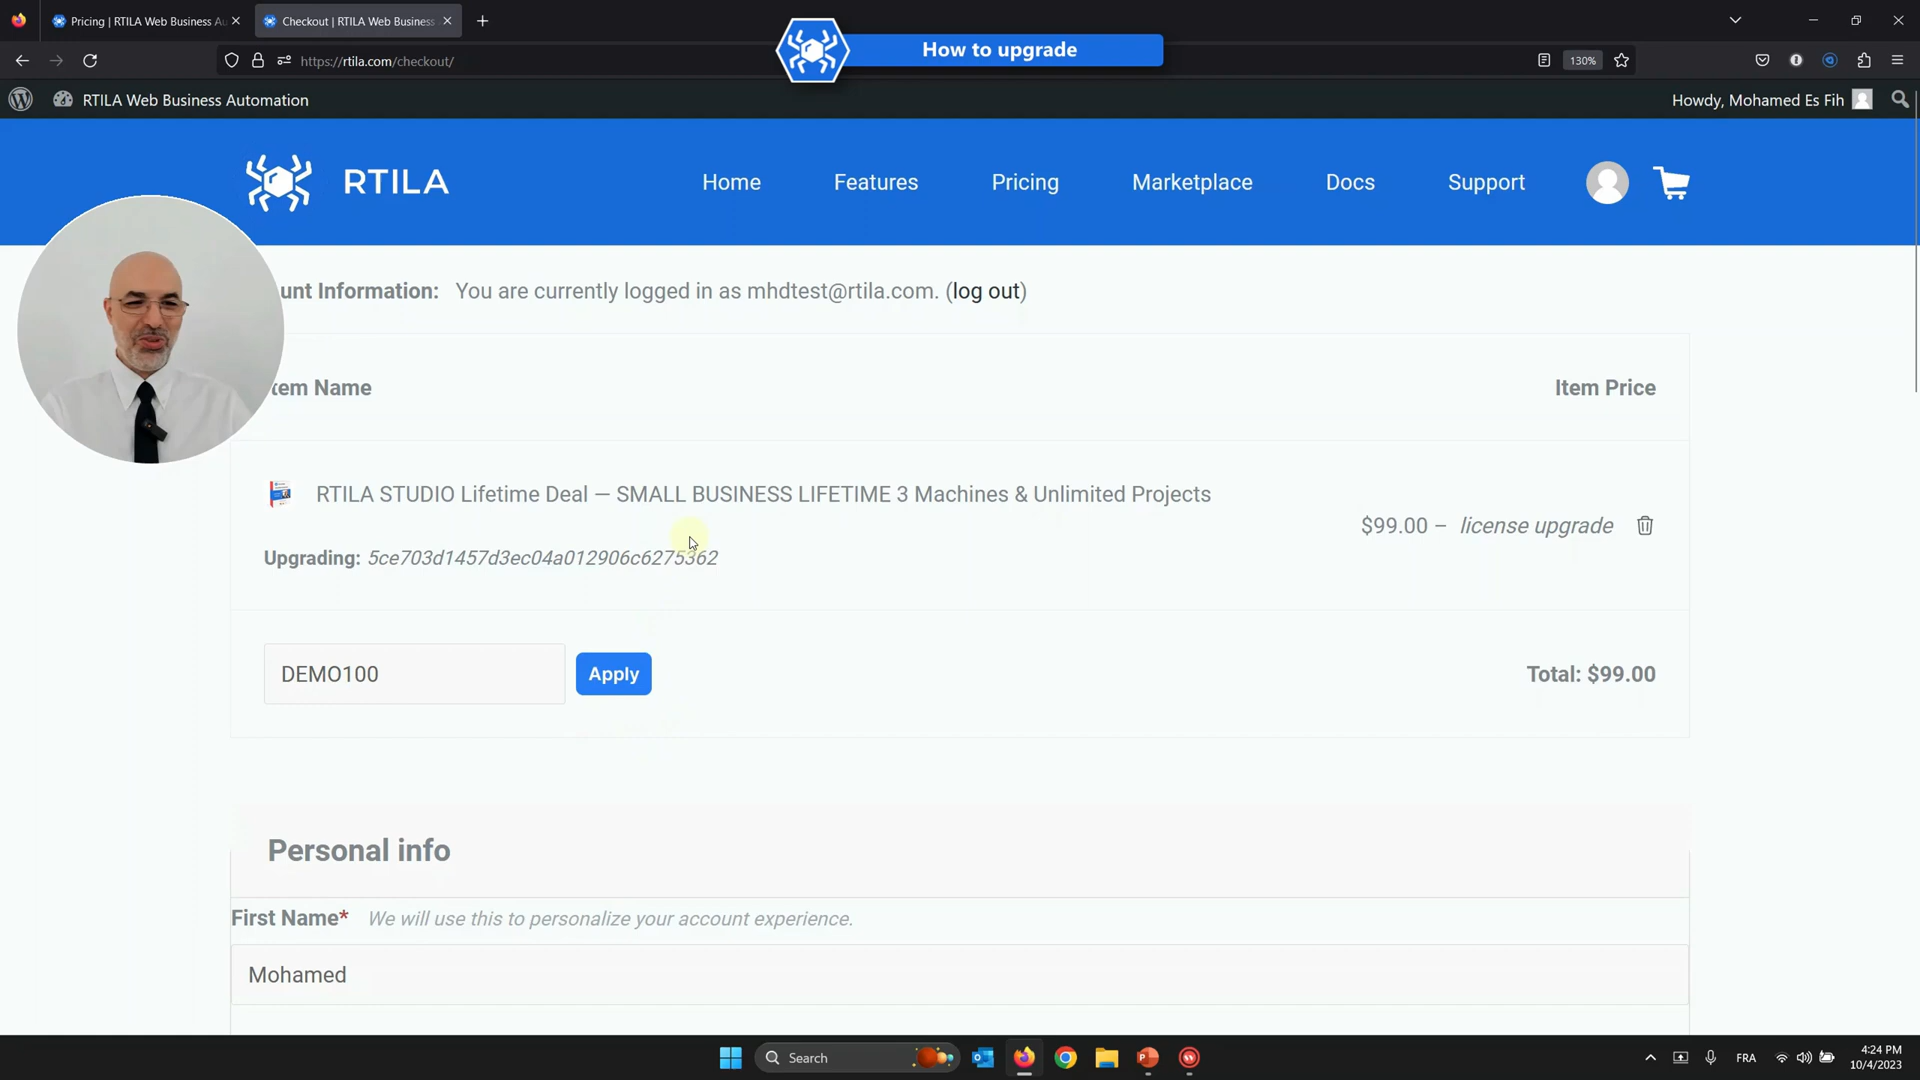 Pricing | RTILA Web Business Au
Checkout | RTILA Web Business
How to upgrade
https://rtila.com/checkout/
130%
RTILA Web Business Automation
Howdy, Mohamed Es Fih
RTILA
Home
Features
Pricing
Marketplace
Docs
Support
unt Information: You are currently logged in as mhdtest@rtila.com. (log out)
tem Name
Item Price
RTILA STUDIO Lifetime Deal — SMALL BUSINESS LIFETIME 3 Machines & Unlimited Projects
$99.00 – license upgrade
Upgrading: 5ce703d1457d3ec04a012906c6275362
DEMO100
Apply
Total: $99.00
Personal info
First Name* We will use this to personalize your account experience.
Mohamed
Search
FRA
4:24 PM
10/4/2023